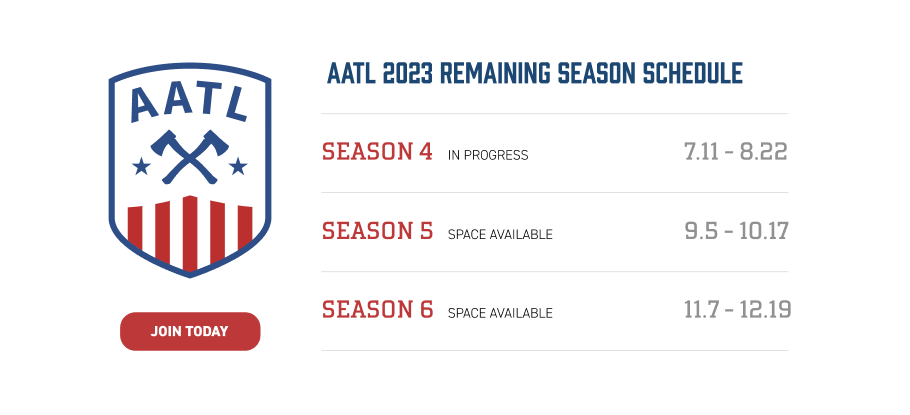 AATL
JOIN TODAY
AATL 2023 REMAINING SEASON SCHEDULE
SEASON 4 IN PROGRESS 7.11 – 8.22
SEASON 5 SPACE AVAILABLE 9.5 – 10.17
SEASON 6 SPACE AVAILABLE 11.7 – 12.19